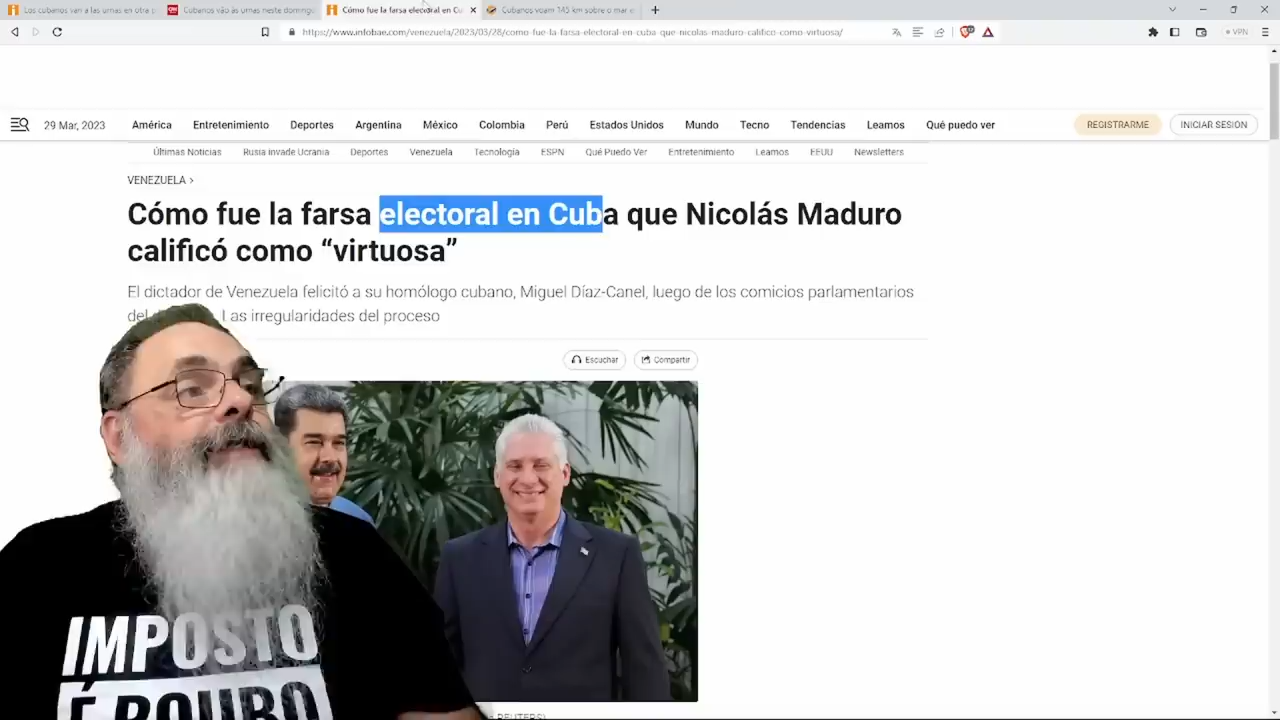 Los cubanos van a las urnas en otra
Cubanos vão às urnas neste domingo
Cómo fue la farsa electoral en Cu
Cubanos voam 145 km sobre o mar
https://www.infobae.com/venezuela/2023/03/28/como-fue-la-farsa-electoral-en-cuba-que-nicolas-maduro-califico-como-virtuosa/
VPN
29 Mar, 2023
América
Entretenimiento
Deportes
Argentina
México
Colombia
Perú
Estados Unidos
Mundo
Tecno
Tendencias
Leamos
Qué puedo ver
REGISTRARME
INICIAR SESIÓN
Últimas Noticias
Rusia invade Ucrania
Deportes
Venezuela
Tecnología
ESPN
Qué Puedo Ver
Entretenimiento
Leamos
EEUU
Newsletters
VENEZUELA >
Cómo fue la farsa electoral en Cuba que Nicolás Maduro
calificó como “virtuosa”
El dictador de Venezuela felicitó a su homólogo cubano, Miguel Díaz-Canel, luego de los comicios parlamentarios
del Las irregularidades del proceso
Escuchar
Compartir
IMPOSTO
É ROUBO
REUTERS)